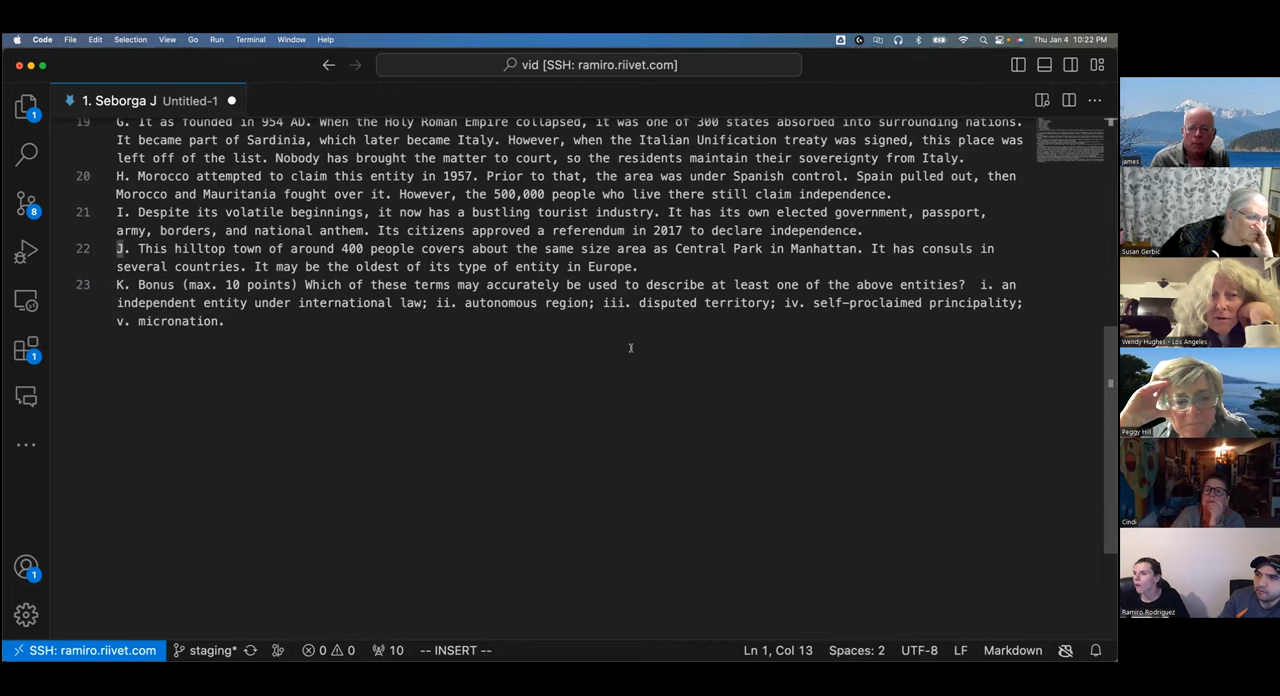 Code File Edit Selection View Go Run Terminal Window Help Thu Jan 4 10:22 PM
vid [SSH: ramiro.riivet.com]
1. Seborga J Untitled-1
19 G. It as founded in 954 AD. When the Holy Roman Empire collapsed, it was one of 300 states absorbed into surrounding nations.
It became part of Sardinia, which later became Italy. However, when the Italian Unification treaty was signed, this place was
left off of the list. Nobody has brought the matter to court, so the residents maintain their sovereignty from Italy.
20 H. Morocco attempted to claim this entity in 1957. Prior to that, the area was under Spanish control. Spain pulled out, then
Morocco and Mauritania fought over it. However, the 500,000 people who live there still claim independence.
21 I. Despite its volatile beginnings, it now has a bustling tourist industry. It has its own elected government, passport,
army, borders, and national anthem. Its citizens approved a referendum in 2017 to declare independence.
22 J. This hilltop town of around 400 people covers about the same size area as Central Park in Manhattan. It has consuls in
several countries. It may be the oldest of its type of entity in Europe.
23 K. Bonus (max. 10 points) Which of these terms may accurately be used to describe at least one of the above entities? i. an
independent entity under international law; ii. autonomous region; iii. disputed territory; iv. self-proclaimed principality;
v. micronation.
1
8
1
1
SSH: ramiro.riivet.com staging* 0 0 10 -- INSERT -- Ln 1, Col 13 Spaces: 2 UTF-8 LF Markdown
james
Susan Gerbic
Wendy Hughes - Los Angeles
Peggy Hill
Cindi
Ramiro Rodriguez